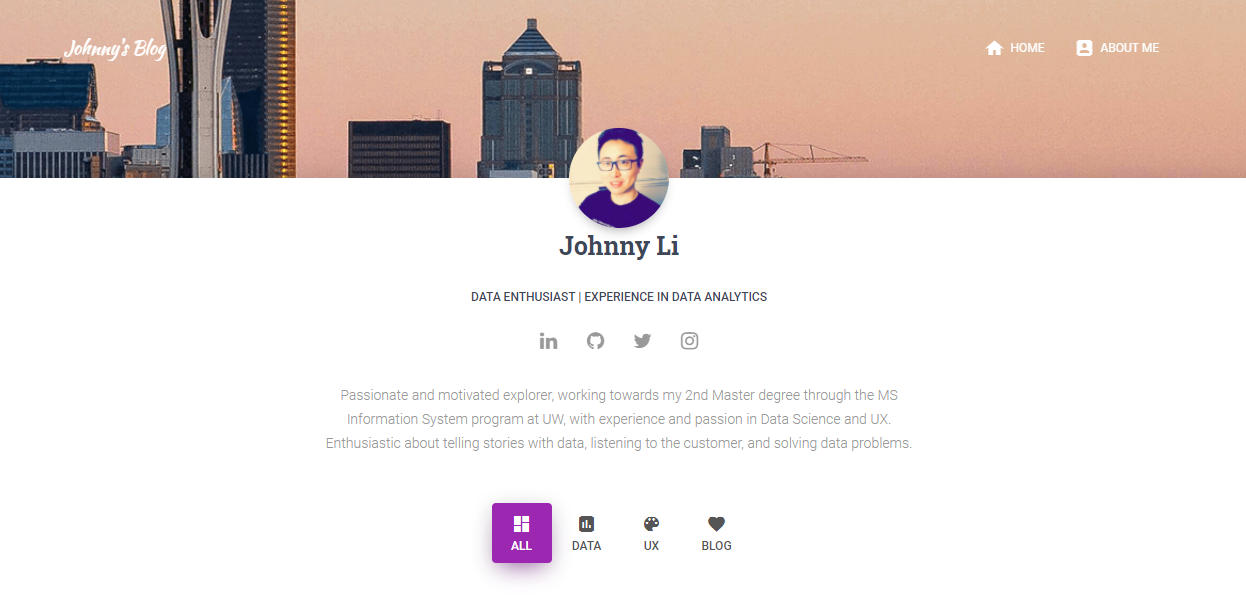 Johnny's Blog
HOME
ABOUT ME
Johnny Li
DATA ENTHUSIAST | EXPERIENCE IN DATA ANALYTICS
Passionate and motivated explorer, working towards my 2nd Master degree through the MS
Information System program at UW, with experience and passion in Data Science and UX.
Enthusiastic about telling stories with data, listening to the customer, and solving data problems.
ALL
DATA
UX
BLOG